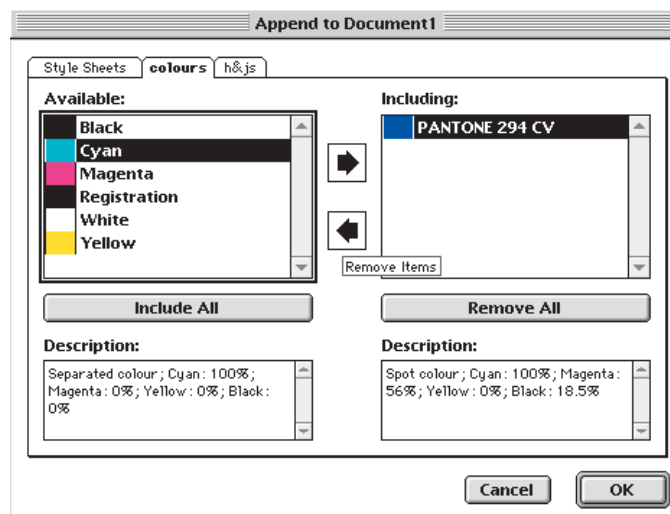 Append to Document1
Style Sheets colours h&js
Available: Including:
Black PANTONE 294 CV
Cyan
Magenta
Registration
White
Yellow
Remove Items
Include All Remove All
Description: Description:
Separated colour; Cyan: 100%; Spot colour; Cyan: 100%; Magenta:
Magenta: 0%; Yellow: 0%; Black: 56%; Yellow: 0%; Black: 18.5%
0%
Cancel OK